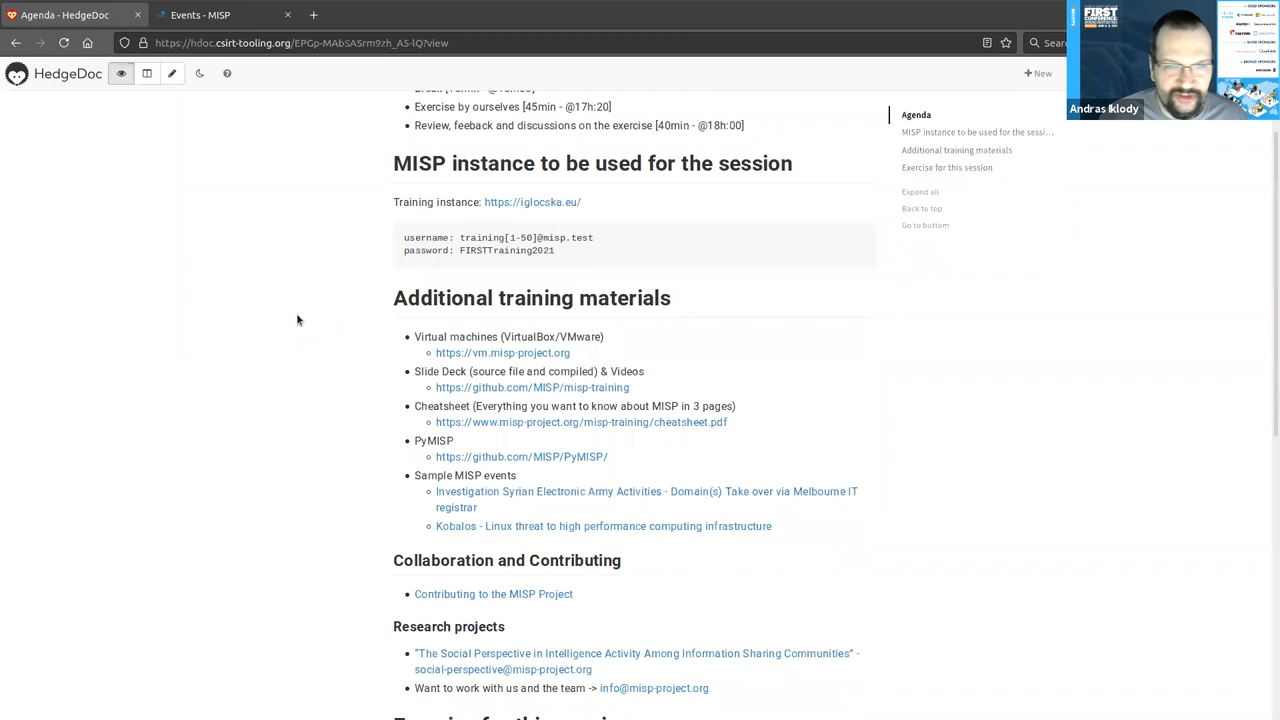 Agenda - HedgeDoc
Events - M
https://hdoc.
sirt-tooling.o
/EPGp-MABsASrm9h_AS-lQ?view
Sear
HedgeDoc
New
Exercise by ourselves [45min - @17h:20]
Review, feeback and discussions on the exercise [40min - @18h:00]
MISP instance to be used for the session
Training instance: https://iglocska.eu/
username: training[1-50]@misp.test
password: FIRSTTraining2021
Additional training materials
Virtual machines (VirtualBox/VMware)
https://vm.misp-project.org
Slide Deck (source file and compiled) & Videos
https://github.com/MISP/misp-training
Cheatsheet (Everything you want to know about MISP in 3 pages)
https://www.misp-project.org/misp-training/cheatsheet.pdf
PyMISP
https://github.com/MISP/PyMISP/
Sample MISP events
Investigation Syrian Electronic Army Activities - Domain(s) Take over via Melbourne IT
registrar
Kobalos - Linux threat to high performance computing infrastructure
Collaboration and Contributing
Contributing to the MISP Project
Research projects
"The Social Perspective in Intelligence Activity Among Information Sharing Communities" -
social-perspective@misp-project.org
Want to work with us and the team -> info@misp-project.org
Agenda
MISP instance to be used for the sessi...
Additional training materials
Exercise for this session
Expand all
Back to top
Go to bottom
FIRST
CONFERENCE
Andras Iklody